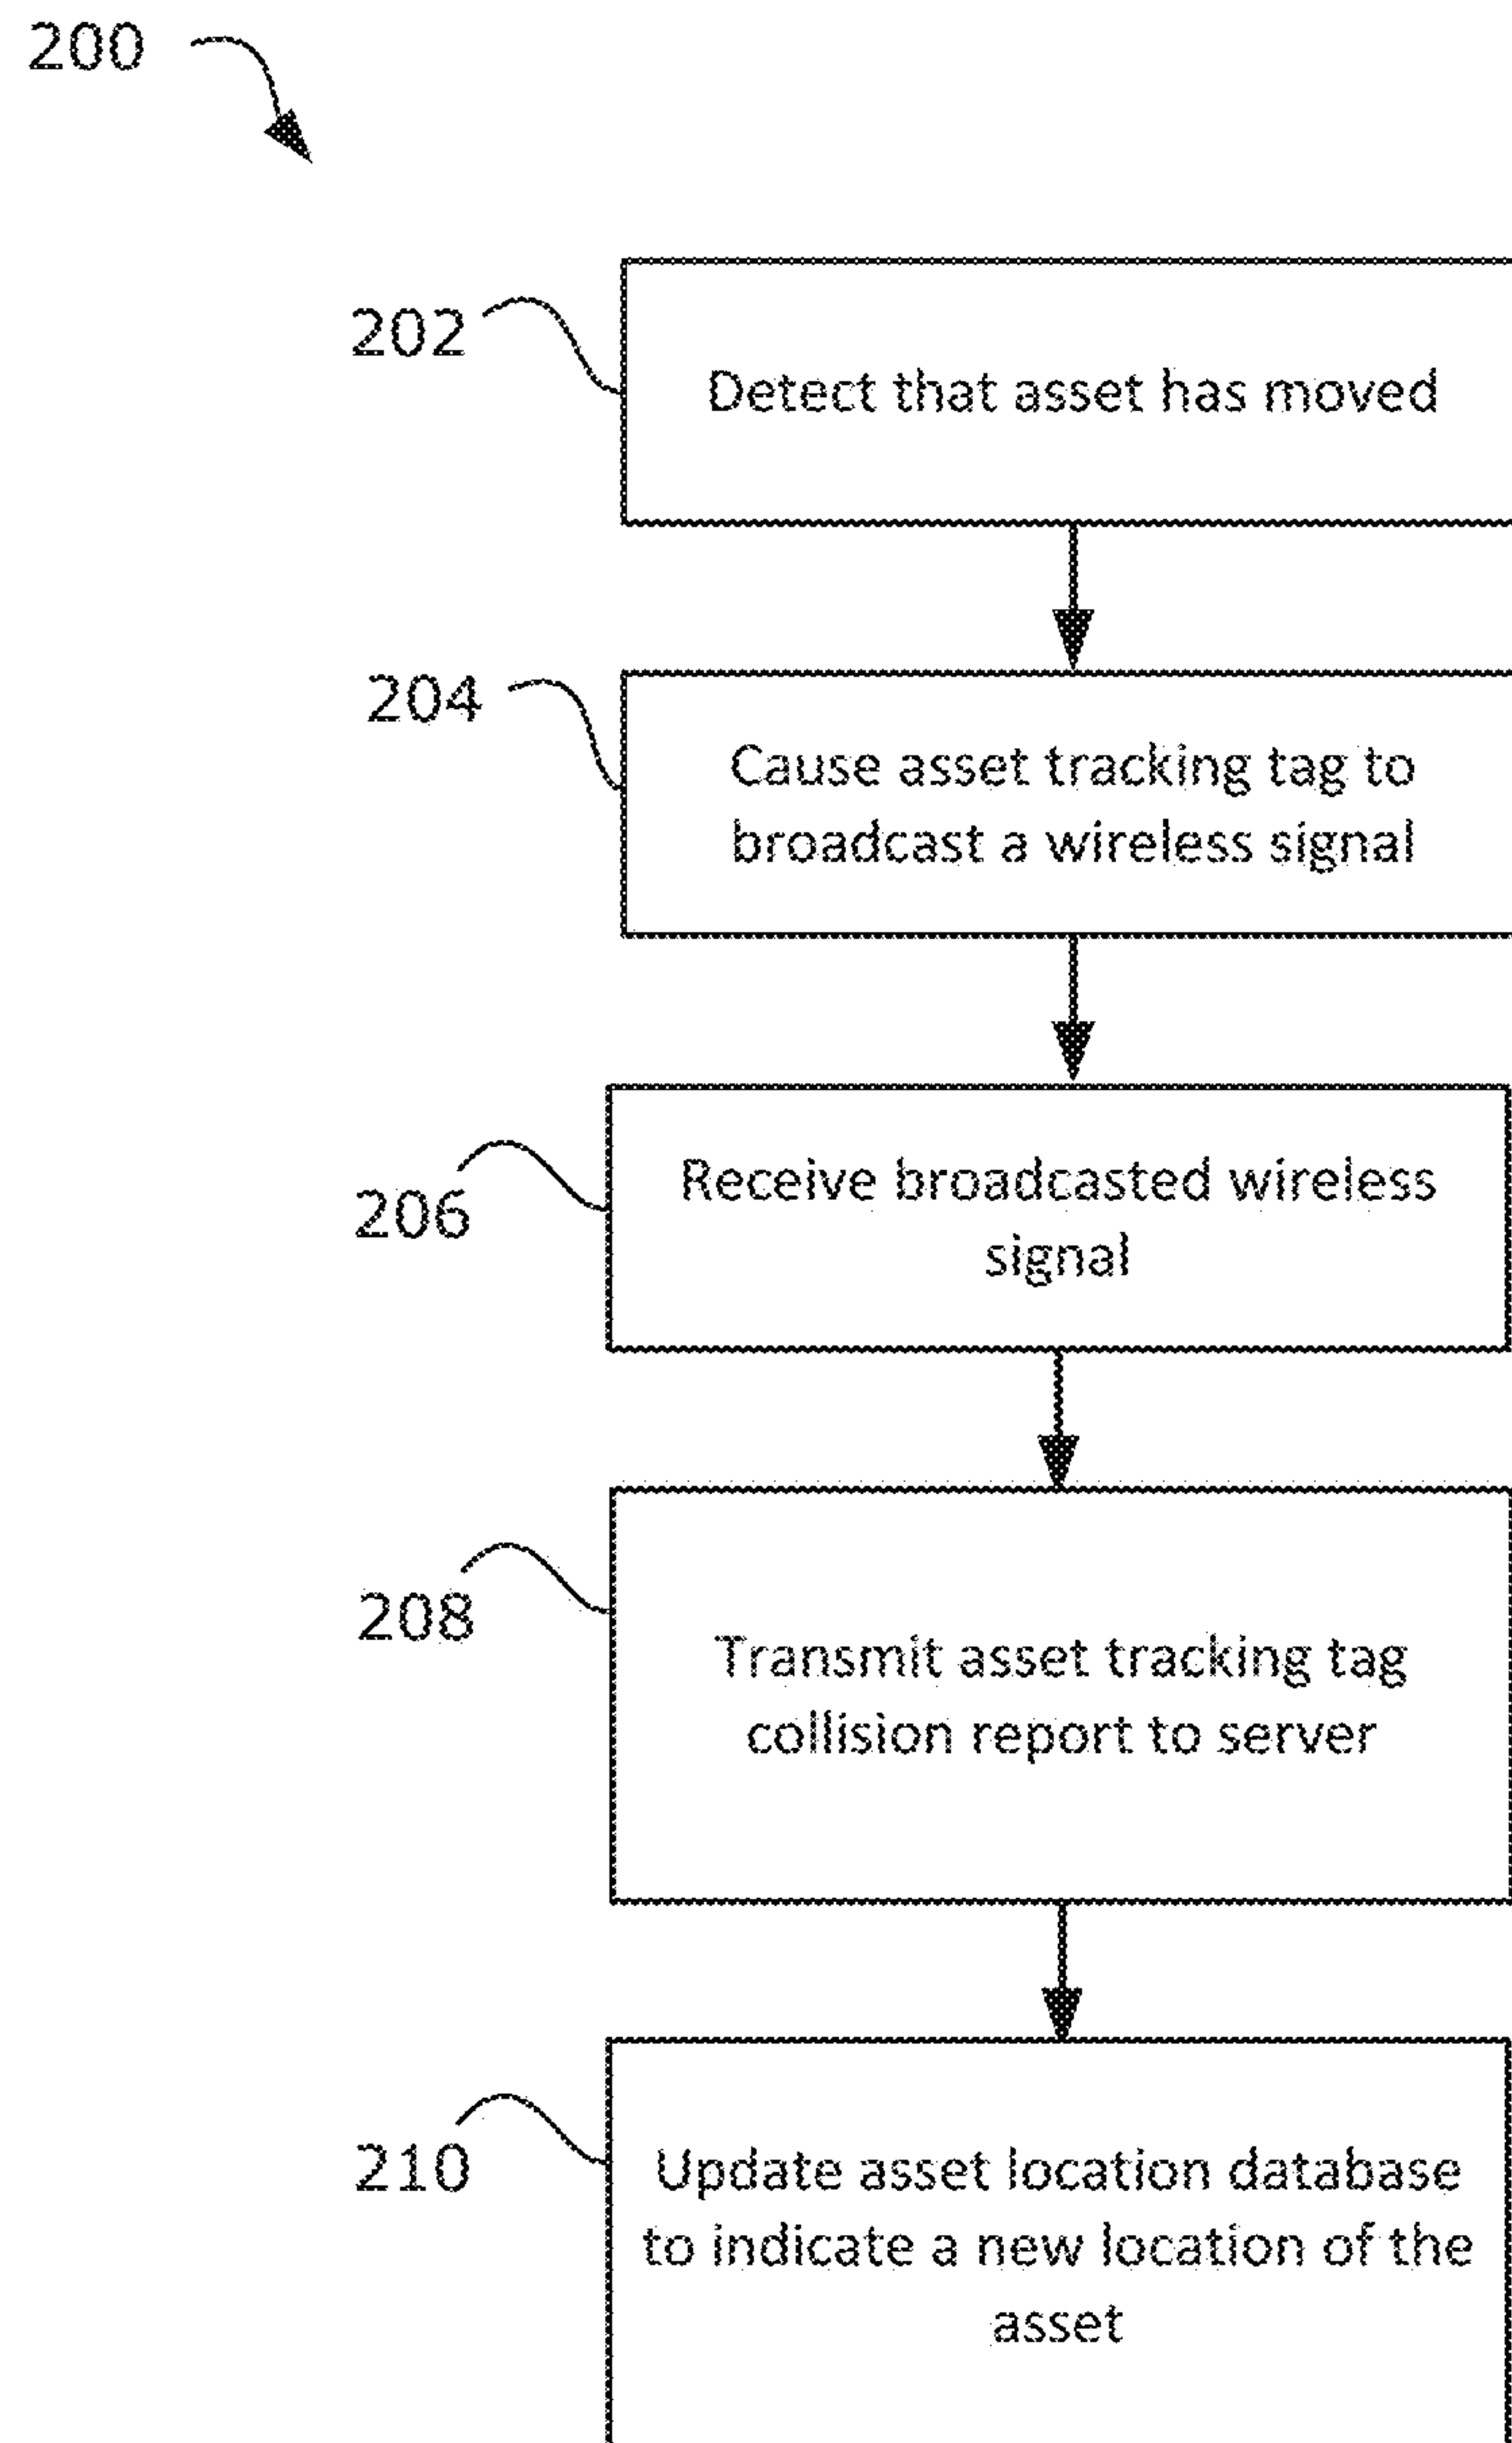 200
202
Detect that asset has moved
204
Cause asset tracking tag to
broadcast a wireless signal
206
Receive broadcasted wireless
signal
208
Transmit asset tracking tag
collision report to server
210
Update asset location database
to indicate a new location of the
asset